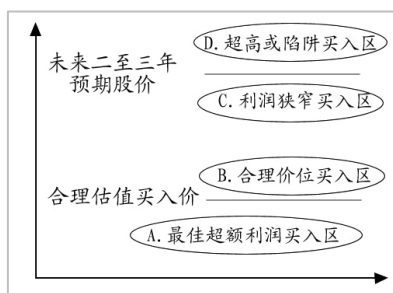 D.超高或陷阱买入区
未来二至三年
预期股价
C.利润狭窄买入区
B.合理价位买入区
合理估值买入价
A.最佳超额利润买入区